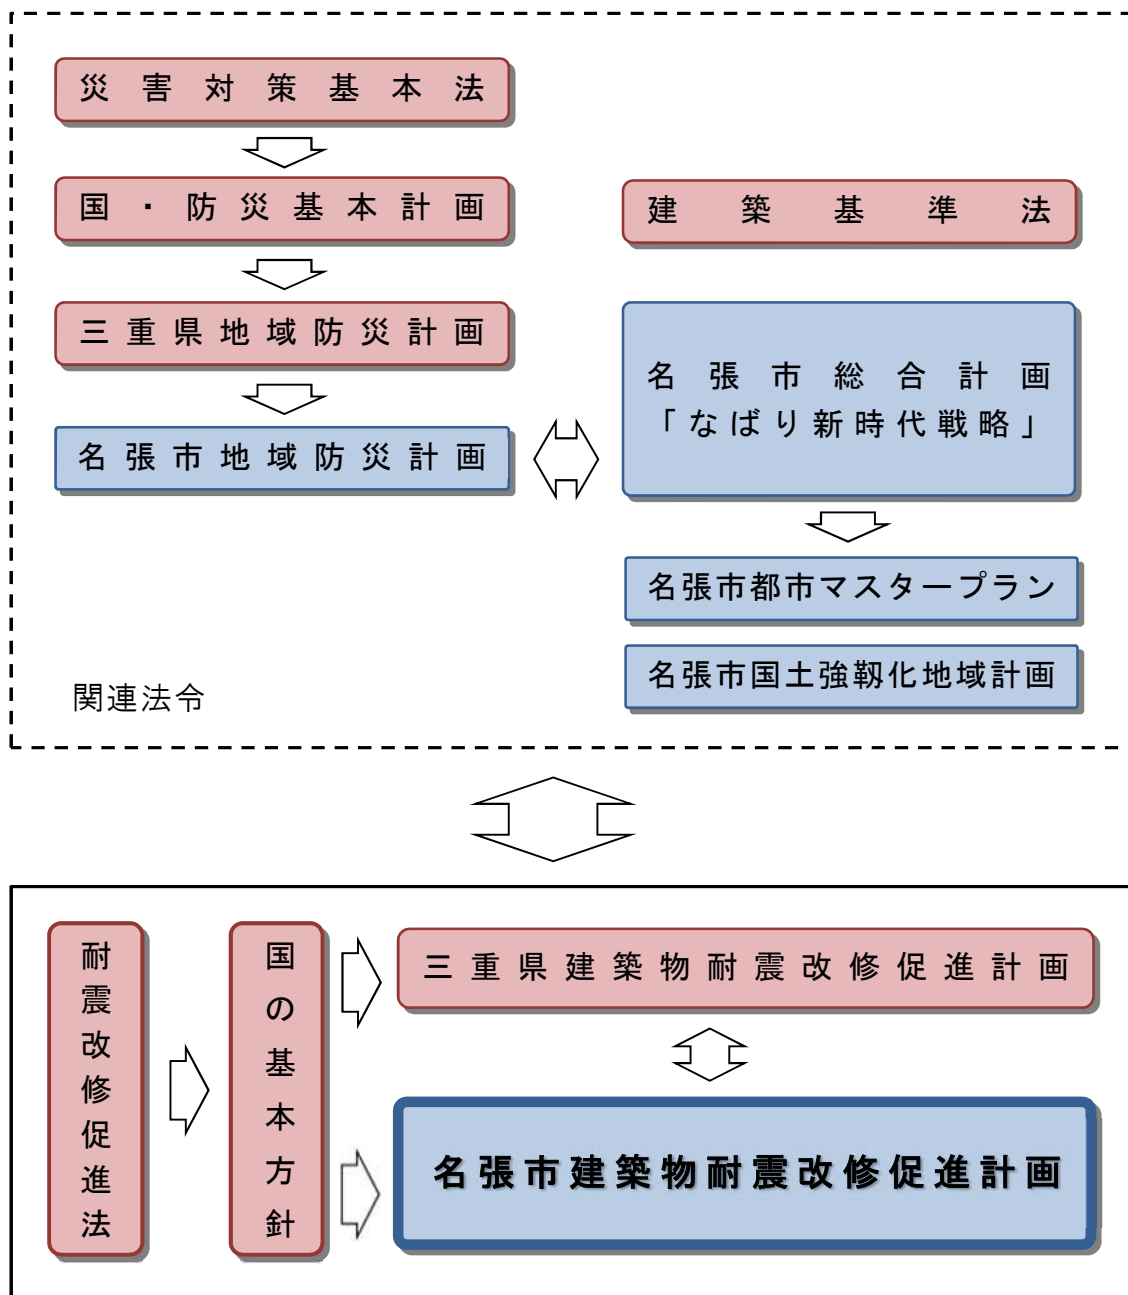 災害対策基本法
国・防災基本計画
三重県地域防災計画
名張市地域防災計画
建築基準法
名張市総合計画
「なばり新時代戦略」
名張市都市マスタープラン
名張市国土強靱化地域計画
関連法令
耐震改修促進法
国の基本方針
三重県建築物耐震改修促進計画
名張市建築物耐震改修促進計画